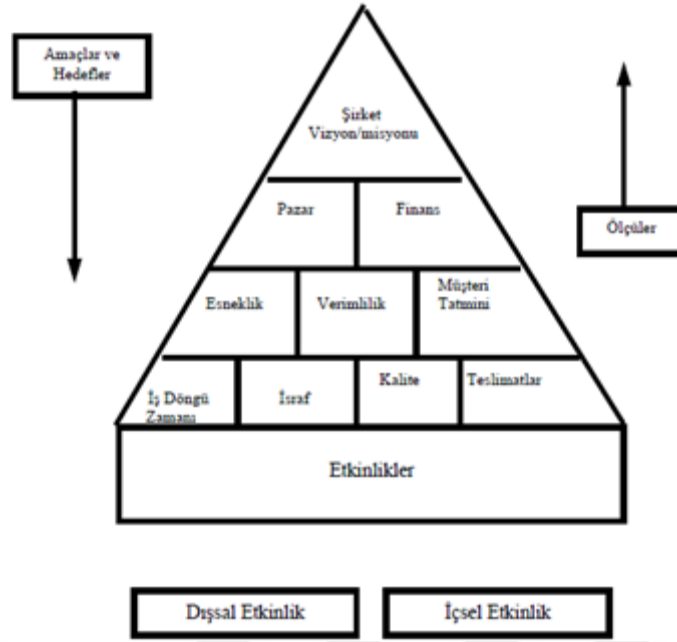 Amaçlar ve
Hedefler
Şirket
Vizyon/misyonu
Pazar
Finans
Ölçüler
Esneklik
Verimlilik
Müşteri
Tatmini
İş Döngü
Zamanı
İsraf
Kalite
Teslimatlar
Etkinlikler
Dışsal Etkinlik
İçsel Etkinlik